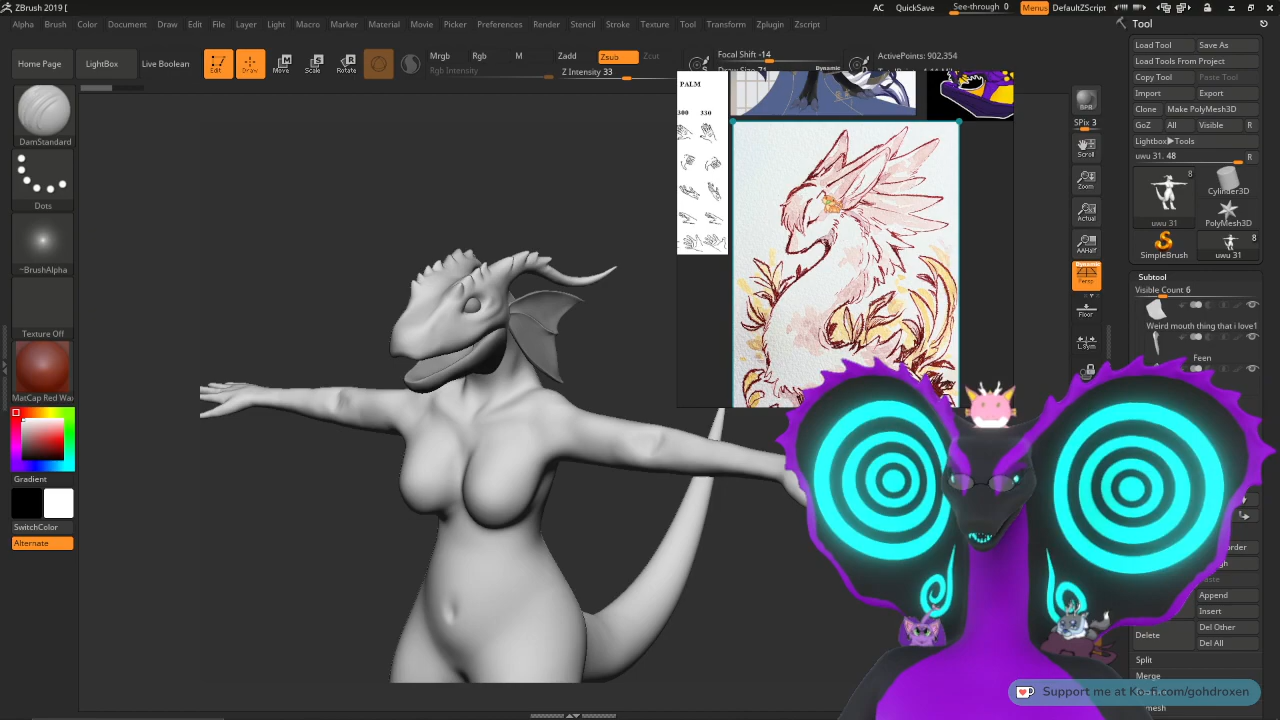 ZBrush 2019 [
AC QuickSave See-through 0 Menus DefaultZScript
Alpha Brush Color Document Draw Edit File Layer Light Macro Marker Material Movie Picker Preferences Render Stencil Stroke Texture Tool Transform Zplugin Zscript
Home Page LightBox Live Boolean Edit Draw Move Scale Rotate
Mrgb Rgb M Zadd Zsub Zcut
Rgb Intensity Z Intensity 33
Focal Shift -14
Dynamic
ActivePoints: 902,354
DamStandard
Dots
~BrushAlpha
Texture Off
MatCap Red Wa
Gradient
SwitchColor
Alternate
PALM
300 330
BPR
SPix 3
Scroll
Zoom
Actual
AAHalf
Dynamic
Persp
Floor
L.Sym
Tool
Load Tool Save As
Load Tools From Project
Copy Tool Paste Tool
Import Export
Clone Make PolyMesh3D
GoZ All Visible R
Lightbox▶Tools
uwu 31. 48 R
8
Cylinder3D
uwu 31 PolyMesh3D
8
SimpleBrush uwu 31
Subtool
Visible Count 6
Weird mouth thing that i love1
Feen
Append
Insert
Delete Del Other
Del All
Split
Merge
Support me at Ko-fi.com/gohdroxen